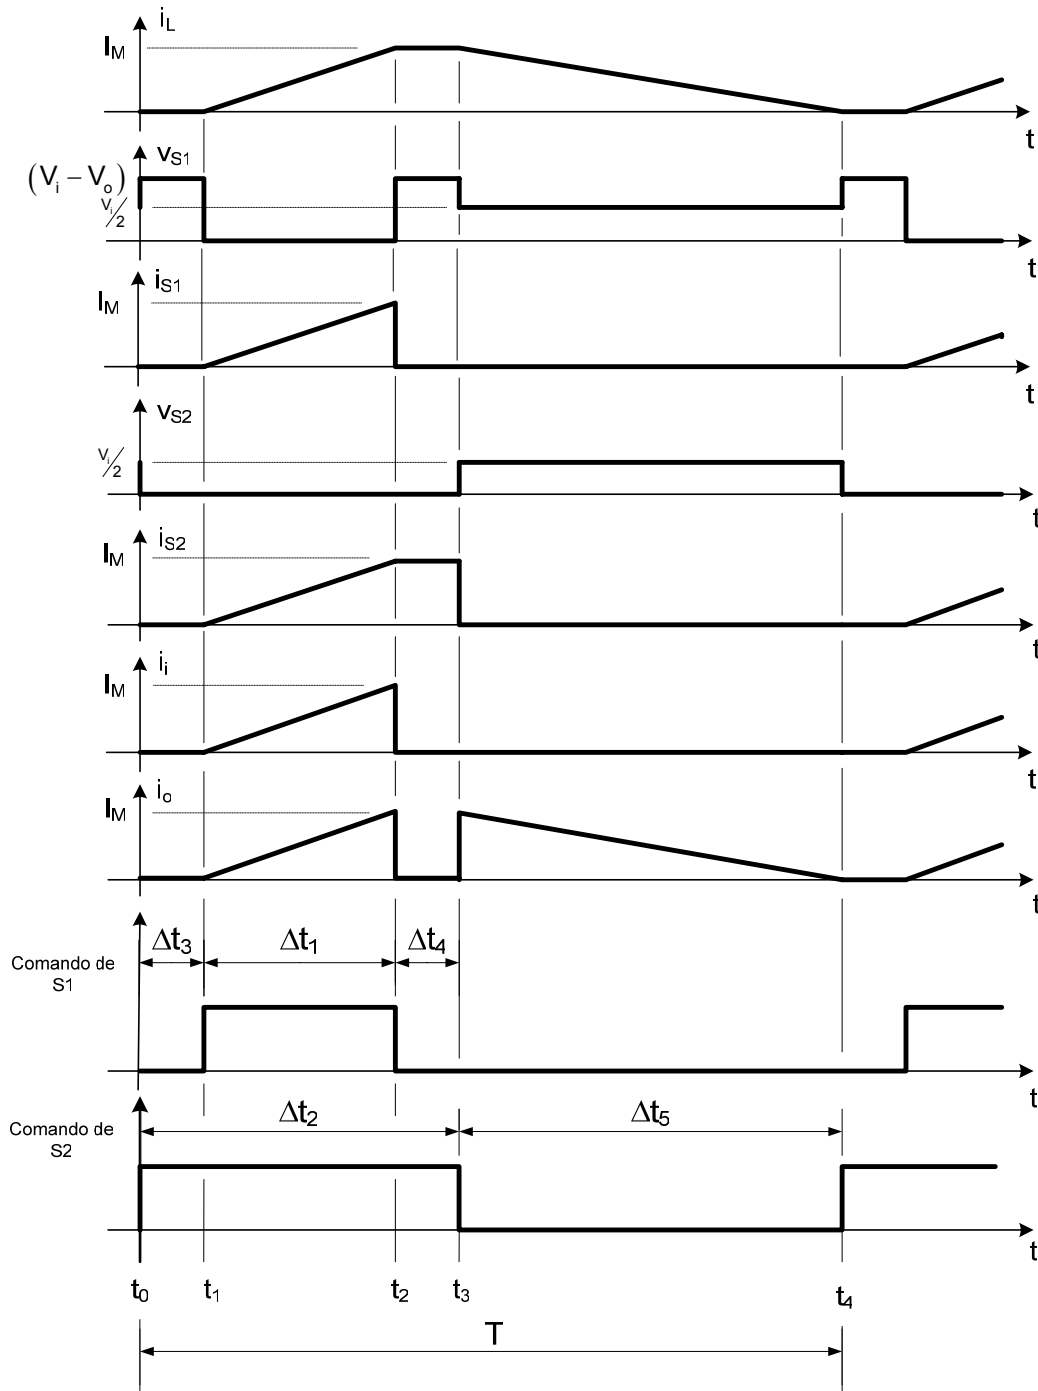 i_L
I_M
t
v_S1
(V_i − V_o)
V_i/2
t
i_S1
I_M
t
v_S2
V_i/2
t
i_S2
I_M
t
i_i
I_M
t
i_o
I_M
t
Δt_3 Δt_1 Δt_4
Comando de
S1
t
Δt_2 Δt_5
Comando de
S2
t
t_0 t_1 t_2 t_3 t_4
T